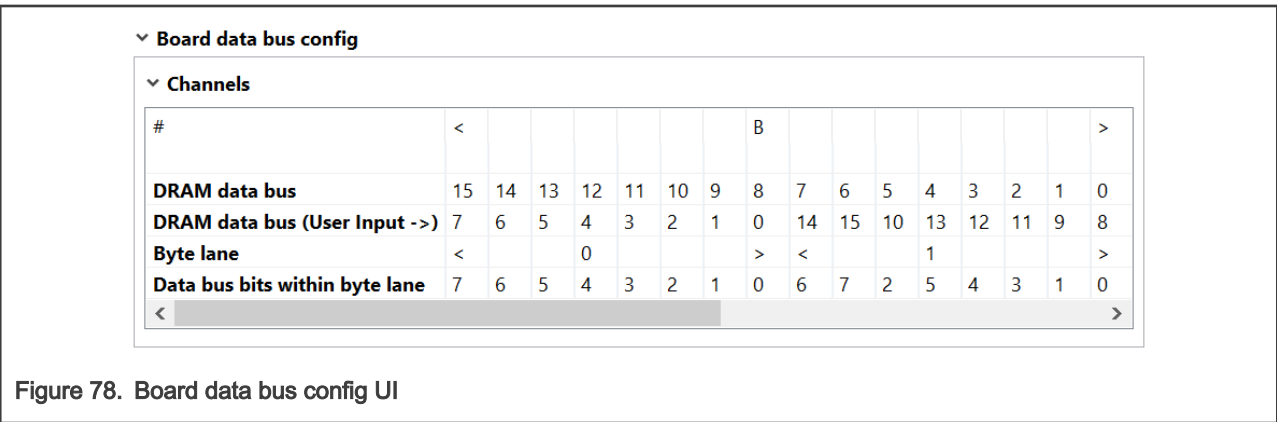 Board data bus config
Channels
# < B >
DRAM data bus 15 14 13 12 11 10 9 8 7 6 5 4 3 2 1 0
DRAM data bus (User Input ->) 7 6 5 4 3 2 1 0 14 15 10 13 12 11 9 8
Byte lane < 0 > < 1 >
Data bus bits within byte lane 7 6 5 4 3 2 1 0 6 7 2 5 4 3 1 0
Figure 78. Board data bus config UI